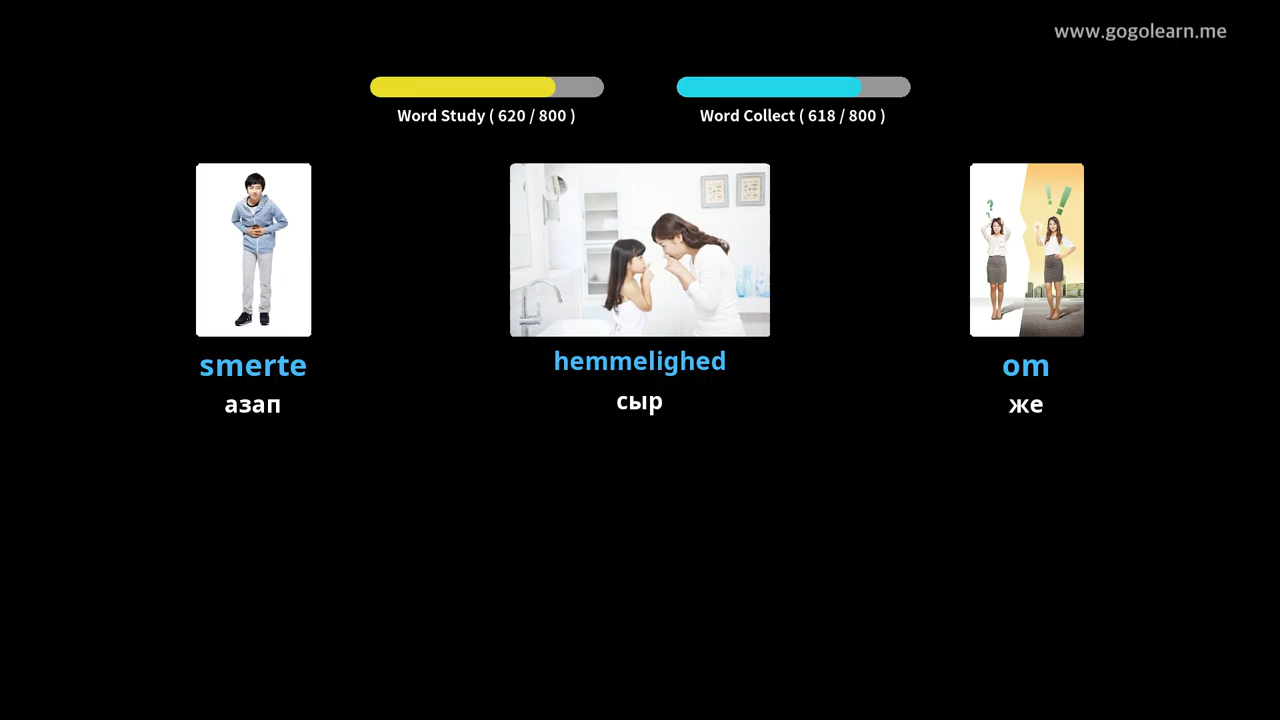 www.gogolearn.me
Word Study ( 620 / 800 )
Word Collect ( 618 / 800 )
smerte
азап
hemmelighed
сыр
om
же